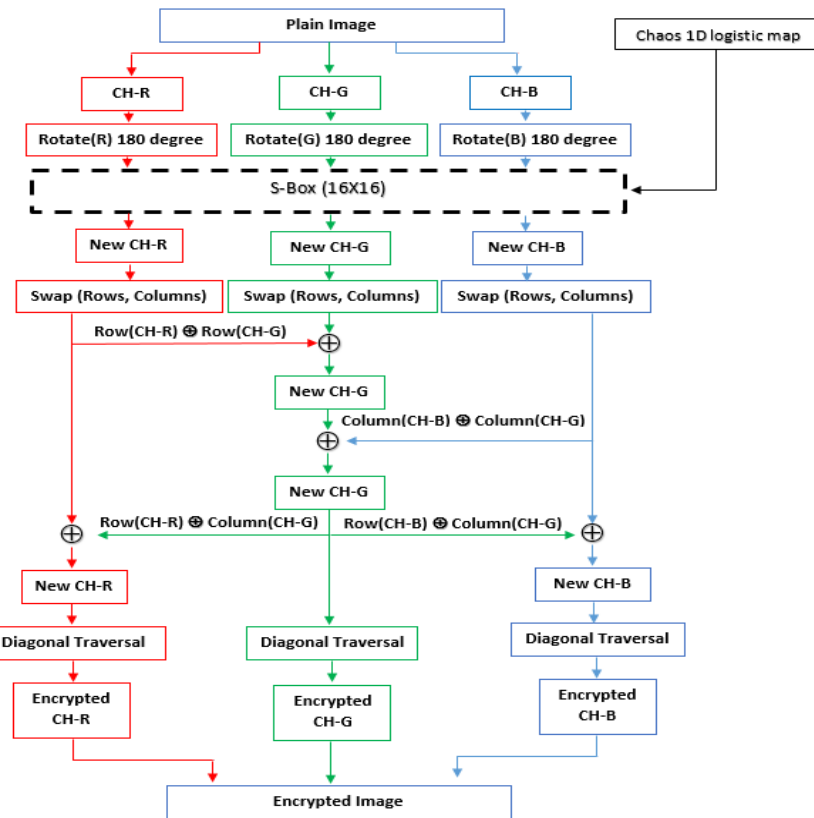 Plain Image
Chaos 1D logistic map
CH-R
CH-G
CH-B
Rotate(R) 180 degree
Rotate(G) 180 degree
Rotate(B) 180 degree
S-Box (16X16)
New CH-R
New CH-G
New CH-B
Swap (Rows, Columns)
Swap (Rows, Columns)
Swap (Rows, Columns)
Row(CH-R) ⊕ Row(CH-G)
New CH-G
Column(CH-B) ⊕ Column(CH-G)
New CH-G
Row(CH-R) ⊕ Column(CH-G)
Row(CH-B) ⊕ Column(CH-G)
New CH-R
New CH-B
Diagonal Traversal
Diagonal Traversal
Diagonal Traversal
Encrypted
CH-R
Encrypted
CH-G
Encrypted
CH-B
Encrypted Image